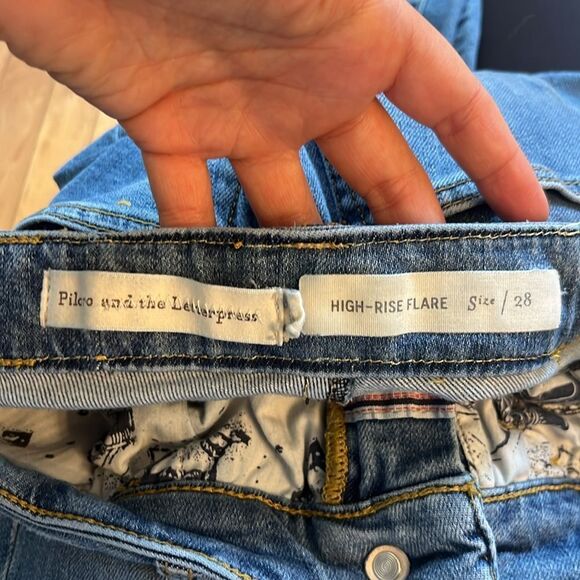 Pilcro and the Letterpress
HIGH-RISE FLARE Size / 28